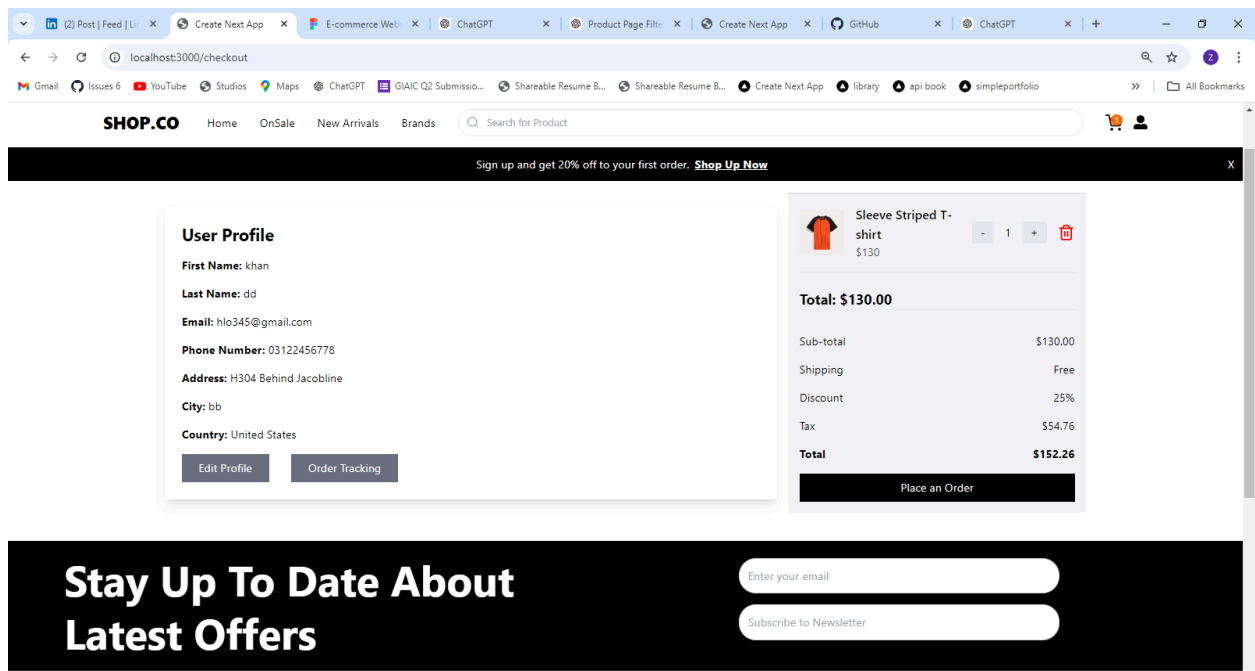 (2) Post | Feed | Lin
Create Next App
E-commerce Web
ChatGPT
Product Page Filte
Create Next App
GitHub
ChatGPT
localhost:3000/checkout
Z
Gmail
Issues 6
YouTube
Studios
Maps
ChatGPT
GIAIC Q2 Submissio...
Shareable Resume B...
Shareable Resume B...
Create Next App
library
api book
simpleportfolio
All Bookmarks
SHOP.CO
Home
OnSale
New Arrivals
Brands
Search for Product
1
Sign up and get 20% off to your first order. Shop Up Now
X
User Profile
First Name: khan
Last Name: dd
Email: hlo345@gmail.com
Phone Number: 03122456778
Address: H304 Behind Jacobline
City: bb
Country: United States
Edit Profile
Order Tracking
Sleeve Striped T-
shirt
$130
- 1 +
Total: $130.00
Sub-total $130.00
Shipping Free
Discount 25%
Tax $54.76
Total $152.26
Place an Order
Stay Up To Date About
Latest Offers
Enter your email
Subscribe to Newsletter